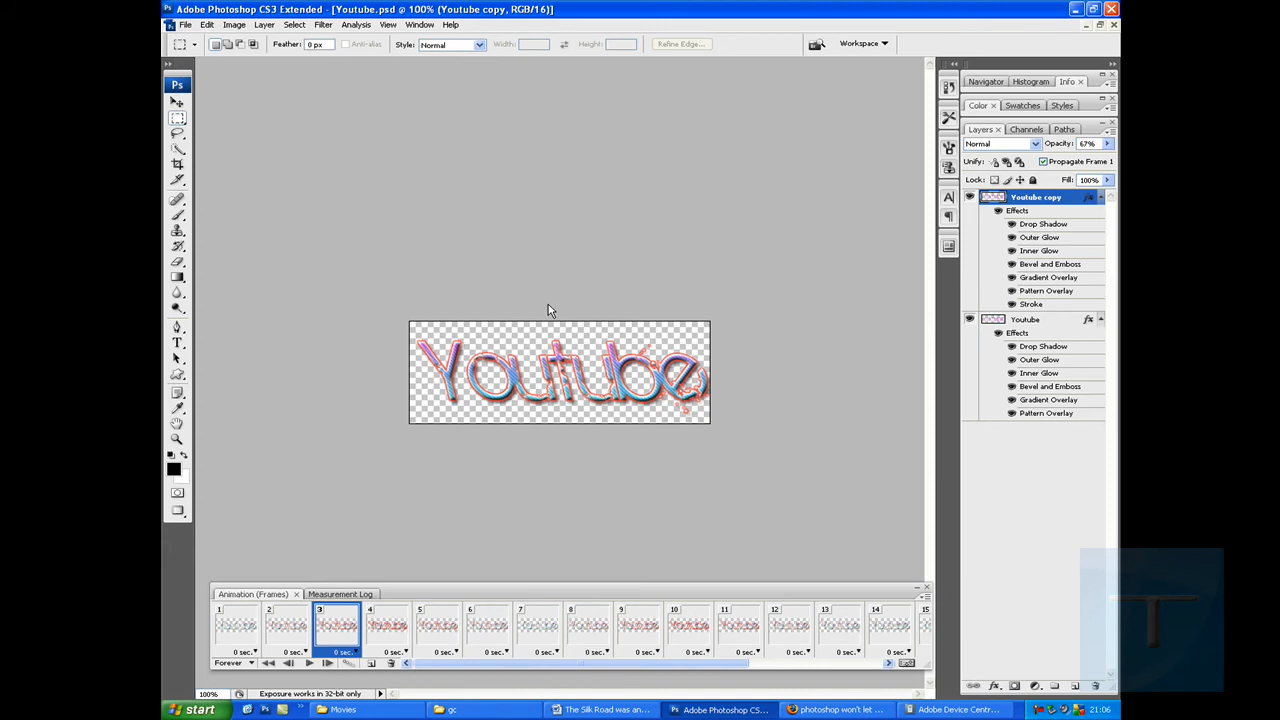 Adobe Photoshop CS3 Extended - [Youtube.psd @ 100% (Youtube copy, RGB/16)]
File Edit Image Layer Select Filter Analysis View Window Help
Feather: 0 px Anti-alias Style: Normal Width: Height: Refine Edge... Workspace
Ps
Navigator Histogram Info
Color Swatches Styles
Layers Channels Paths
Normal Opacity: 67%
Unify: Propagate Frame 1
Lock: Fill: 100%
Youtube copy fx
Effects
Drop Shadow
Outer Glow
Inner Glow
Bevel and Emboss
Gradient Overlay
Pattern Overlay
Stroke
Youtube fx
Effects
Drop Shadow
Outer Glow
Inner Glow
Bevel and Emboss
Gradient Overlay
Pattern Overlay
Youtube
Animation (Frames) Measurement Log
1 2 3 4 5 6 7 8 9 10 11 12 13 14 15
0 sec. 0 sec. 0 sec. 0 sec. 0 sec. 0 sec. 0 sec. 0 sec. 0 sec. 0 sec. 0 sec. 0 sec. 0 sec. 0 sec.
Forever
100% Exposure works in 32-bit only
start Movies gc The Silk Road was an... Adobe Photoshop CS... photoshop won't let ... Adobe Device Centr... 21:06
T